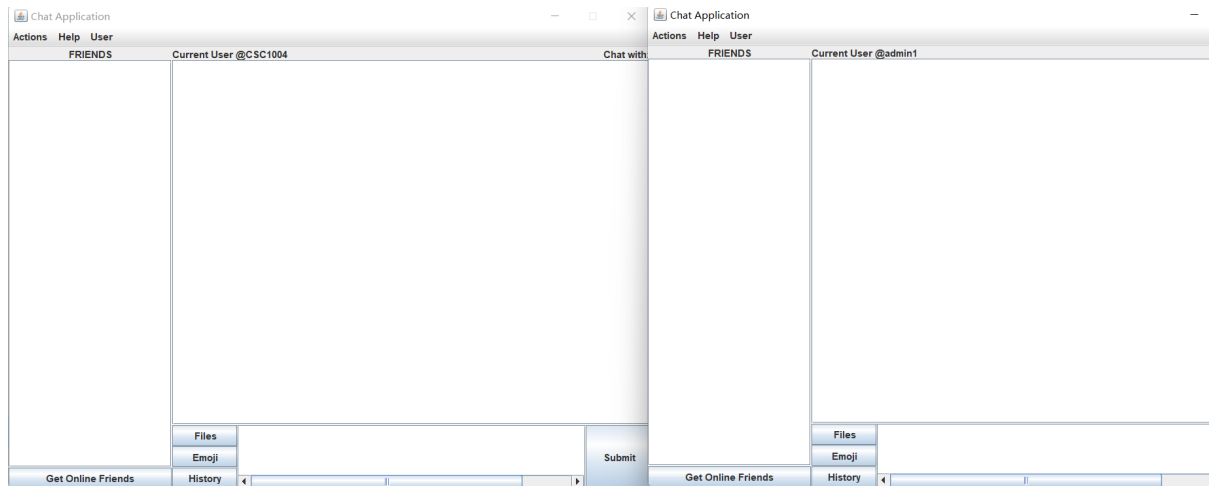 Chat Application
Actions Help User
FRIENDS Current User @CSC1004 Chat with:
Files
Emoji
Submit
Get Online Friends History
Chat Application
Actions Help User
FRIENDS Current User @admin1
Files
Emoji
Get Online Friends History